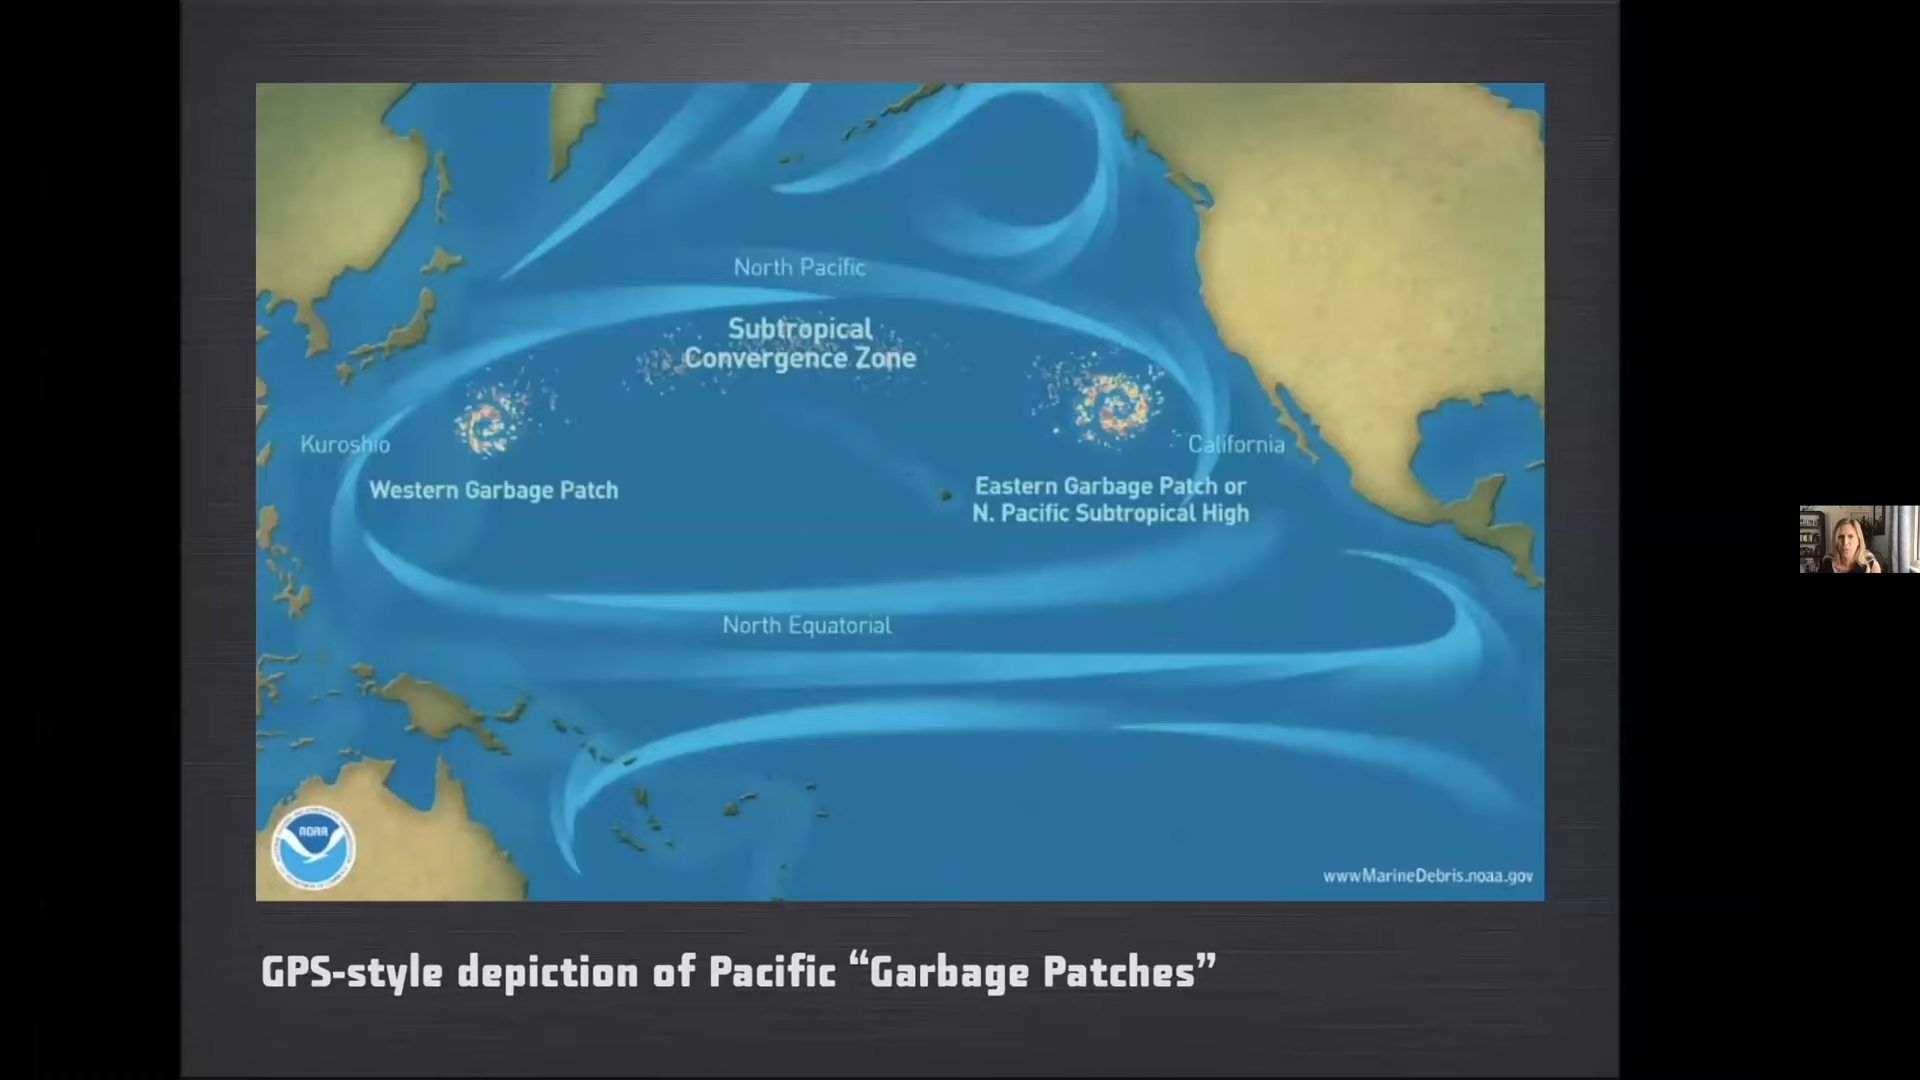 North Pacific
Subtropical
Convergence Zone
Kuroshio
California
Western Garbage Patch
Eastern Garbage Patch or
N. Pacific Subtropical High
North Equatorial
NOAA
www.MarineDebris.noaa.gov
GPS-style depiction of Pacific “Garbage Patches”